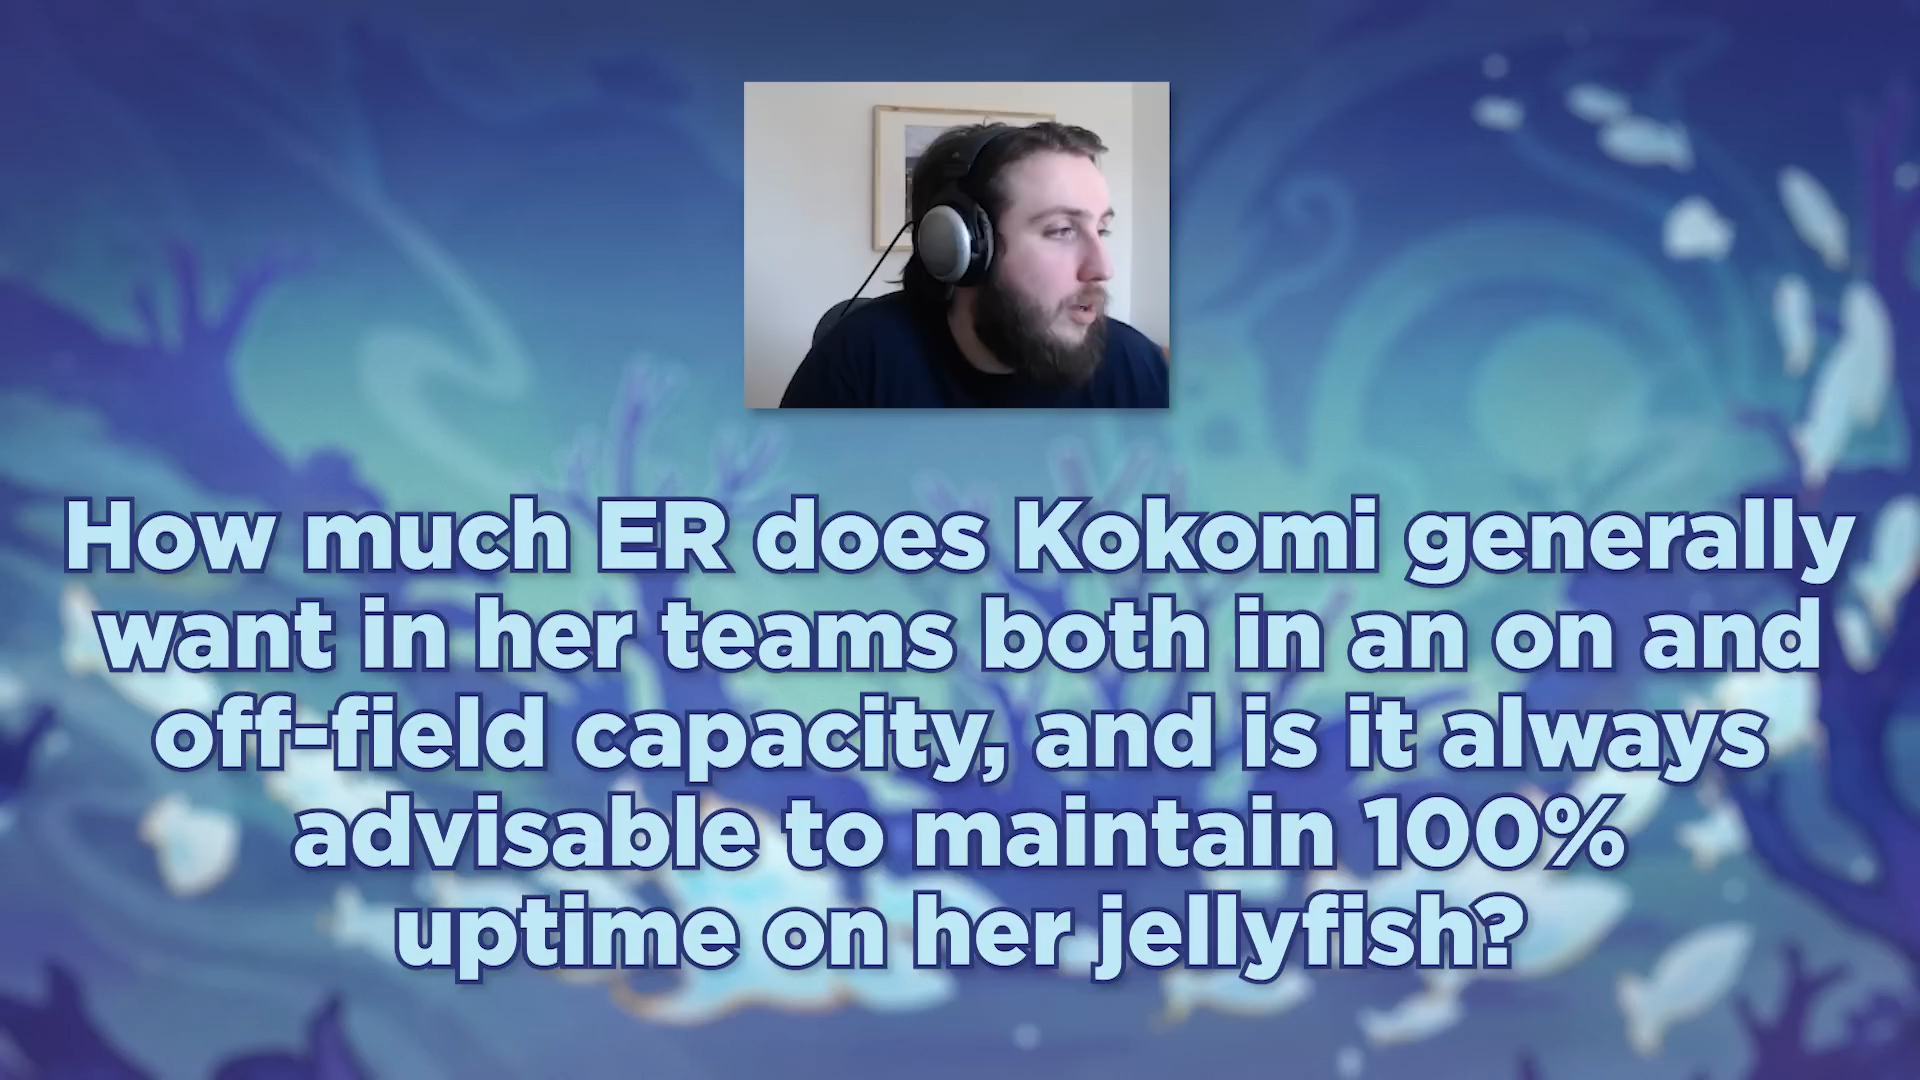 How much ER does Kokomi generally
want in her teams both in an on and
off-field capacity, and is it always
advisable to maintain 100%
uptime on her jellyfish?